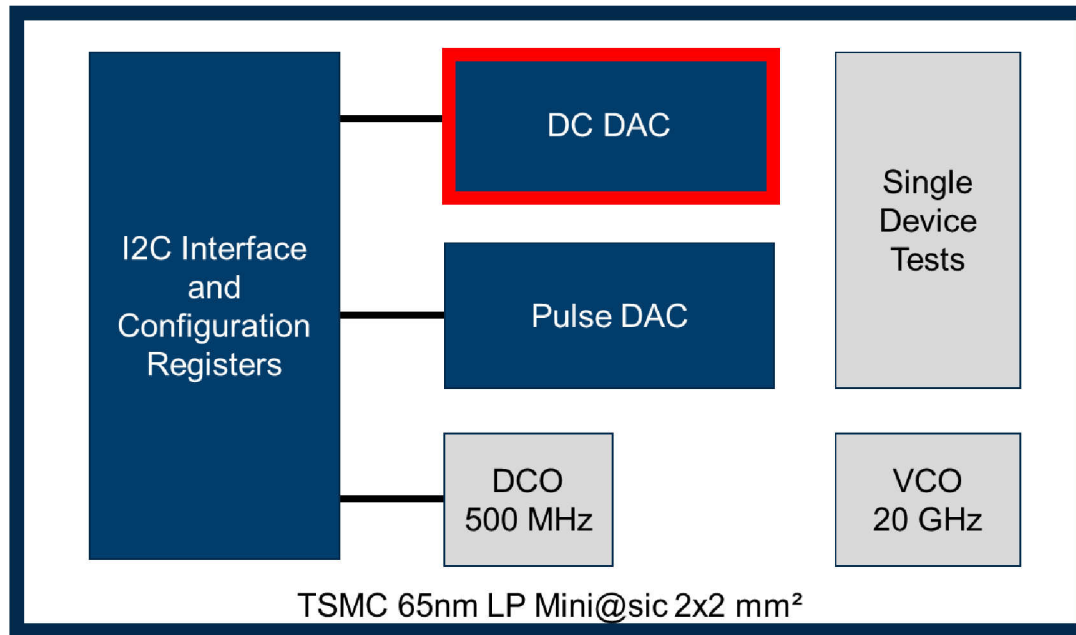 I2C Interface
and
Configuration
Registers
DC DAC
Pulse DAC
DCO
500 MHz
Single
Device
Tests
VCO
20 GHz
TSMC 65nm LP Mini@sic 2x2 mm²